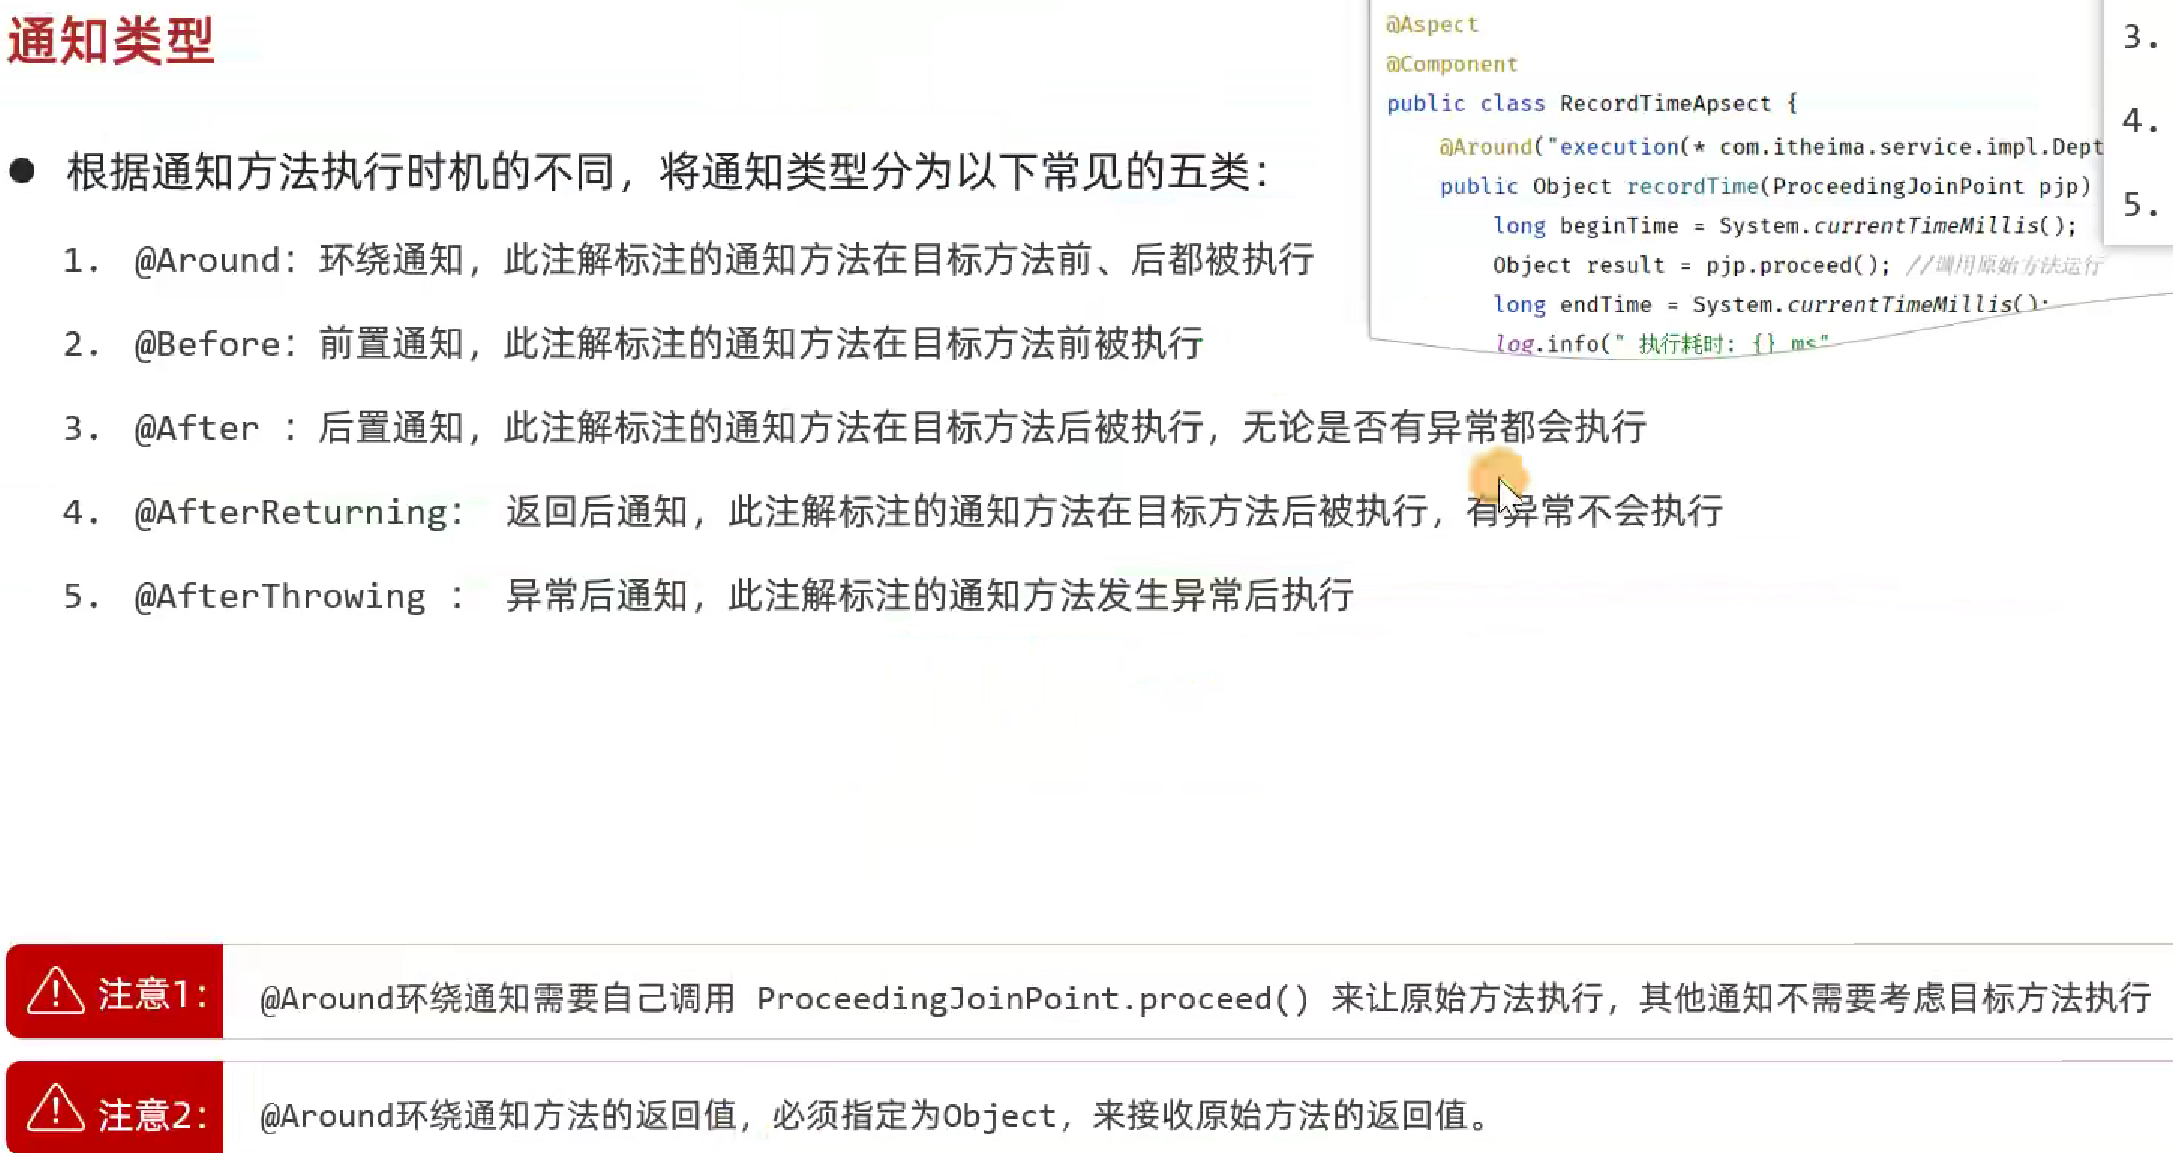 通知类型
● 根据通知方法执行时机的不同，将通知类型分为以下常见的五类：
1. @Around：环绕通知，此注解标注的通知方法在目标方法前、后都被执行
2. @Before：前置通知，此注解标注的通知方法在目标方法前被执行
3. @After ：后置通知，此注解标注的通知方法在目标方法后被执行，无论是否有异常都会执行
4. @AfterReturning： 返回后通知，此注解标注的通知方法在目标方法后被执行，有异常不会执行
5. @AfterThrowing ： 异常后通知，此注解标注的通知方法发生异常后执行
@Aspect
@Component
public class RecordTimeApsect {
@Around("execution(* com.itheima.service.impl.Dept
public Object recordTime(ProceedingJoinPoint pjp)
long beginTime = System.currentTimeMillis();
Object result = pjp.proceed(); //调用原始方法运行
long endTime = System.currentTimeMillis();
log.info(" 执行耗时: {} ms"
3.
4.
5.
注意1： @Around环绕通知需要自己调用 ProceedingJoinPoint.proceed() 来让原始方法执行，其他通知不需要考虑目标方法执行
注意2： @Around环绕通知方法的返回值，必须指定为Object，来接收原始方法的返回值。